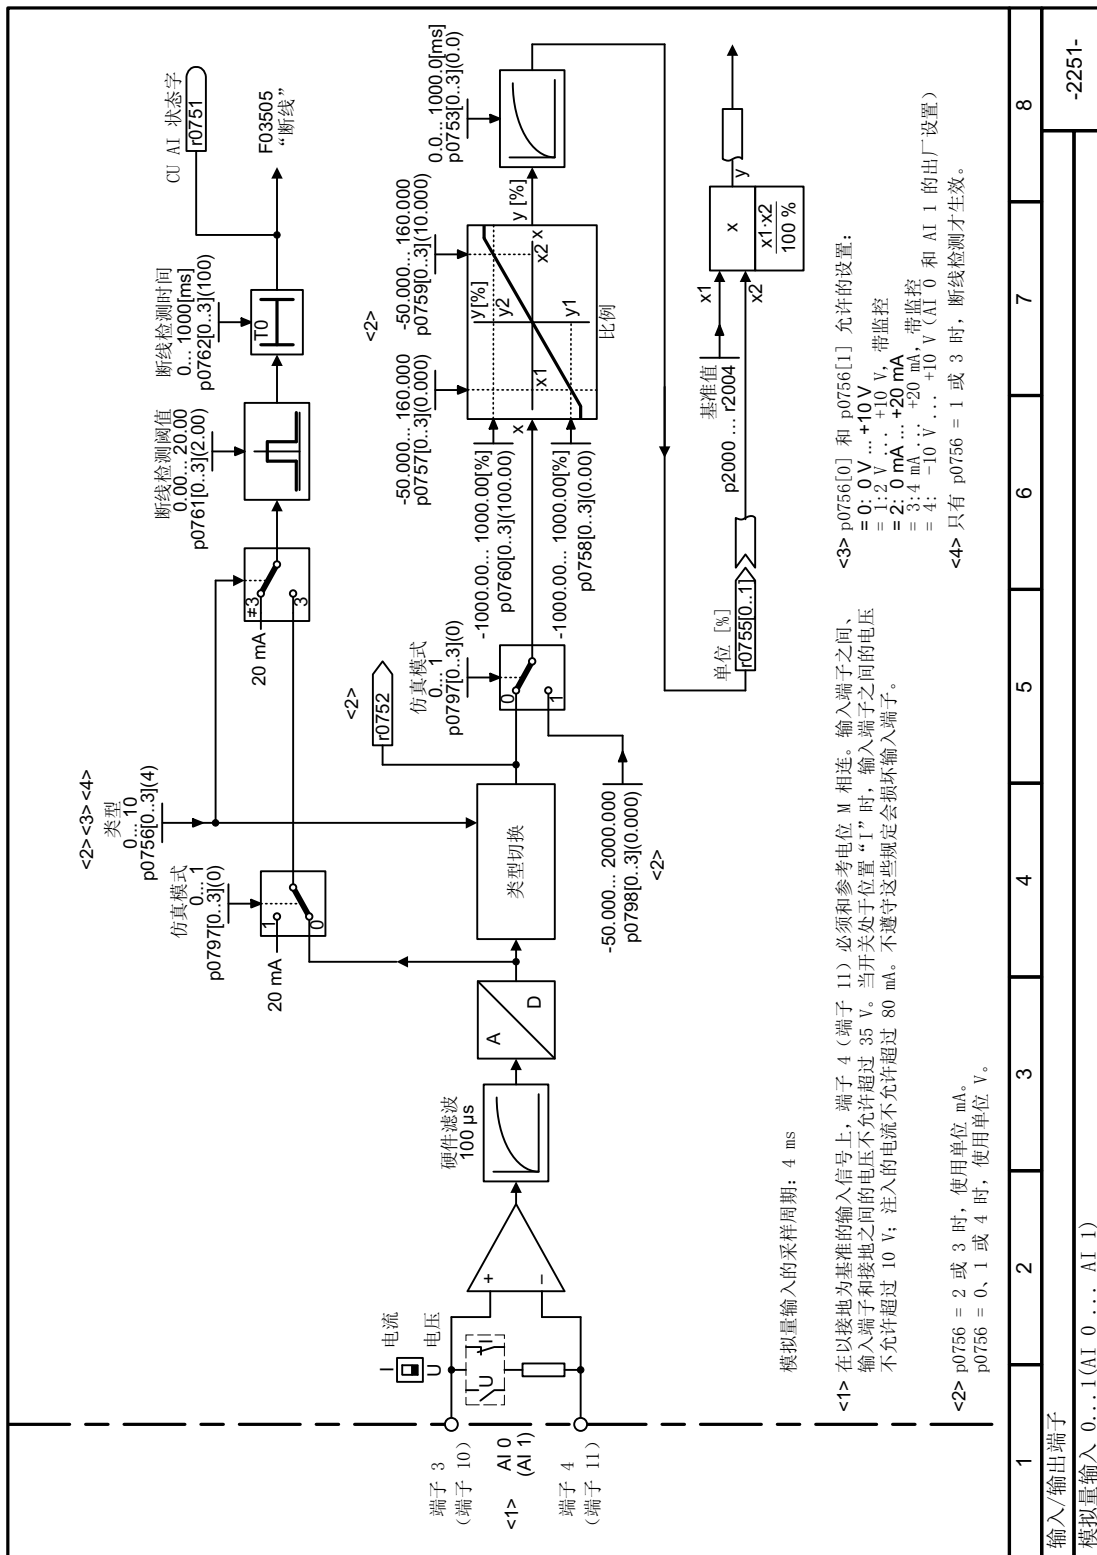 端子 3
（端子 10）
<1>
AI 0
(AI 1)
端子 4
（端子 11）
I
电流
U
电压
U
I
+
−
硬件滤波
100 µs
A
D
20 mA
1
0
仿真模式
0... 1
p0797[0..3](0)
<2> <3> <4>
类型
0... 10
p0756[0..3](4)
类型切换
20 mA
≠3
3
断线检测阈值
0.00... 20.00
p0761[0..3](2.00)
断线检测时间
0... 1000[ms]
p0762[0..3](100)
T 0
CU AI 状态字
r0751
F03505
“断线”
<2>
r0752
仿真模式
0... 1
p0797[0..3](0)
0
1
-50.000... 2000.000
p0798[0..3](0.000)
<2>
-1000.00... 1000.00[%]
p0760[0..3](100.00)
-1000.00... 1000.00[%]
p0758[0..3](0.00)
<2>
-50.000... 160.000
p0757[0..3](0.000)
-50.000... 160.000
p0759[0..3](10.000)
x
y[%]
y2
x1
x2
x
y1
比例
y [%]
0.0... 1000.0[ms]
p0753[0..3](0.0)
单位 [%]
r0755[0..1]
基准值
p2000 ... r2004
x1
x2
x
x1·x2
100 %
y
模拟量输入的采样周期: 4 ms
<1> 在以接地为基准的输入信号上，端子 4（端子 11）必须和参考电位 M 相连。输入端子之间、
输入端子和接地之间的电压不允许超过 35 V。当开关处于位置“I”时，输入端子之间的电压
不允许超过 10 V；注入的电流不允许超过 80 mA。不遵守这些规定会损坏输入端子。
<2> p0756 = 2 或 3 时，使用单位 mA。
p0756 = 0、1 或 4 时，使用单位 V。
<3> p0756[0] 和 p0756[1] 允许的设置:
= 0: 0 V ... +10 V
= 1:2 V ... +10 V, 带监控
= 2: 0 mA ... +20 mA
= 3:4 mA ... +20 mA, 带监控
= 4: -10 V ... +10 V (AI 0 和 AI 1 的出厂设置)
<4> 只有 p0756 = 1 或 3 时，断线检测才生效。
1
2
3
4
5
6
7
8
输入/输出端子
模拟量输入 0...1(AI 0 ... AI 1)
-2251-